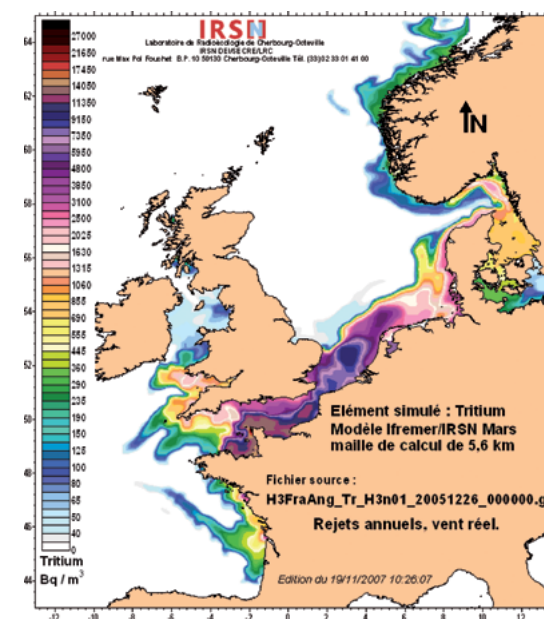 IRSN
Laboratoire de Radioécologie de Cherbourg-Octeville
IRSN DEI/SECRE/LRC
rue Max Pol Fouchet B.P. 10 50130 Cherbourg-Octeville Tél. (33)02 33 01 41 00
N
27000
21650
17450
14050
11350
9150
7350
5950
4800
3850
3100
2500
2025
1630
1315
1060
855
690
555
445
360
290
235
190
150
125
100
80
65
50
40
0
Tritium
Bq / m³
64
62
60
58
56
54
52
50
48
46
44
Elément simulé : Tritium
Modèle Ifremer/IRSN Mars
maille de calcul de 5,6 km
Fichier source :
H3FraAng_Tr_H3n01_20051226_000000.g
Rejets annuels, vent réel.
Edition du 19/11/2007 10:26:07
-12 -10 -8 -6 -4 -2 0 2 4 6 8 10 12